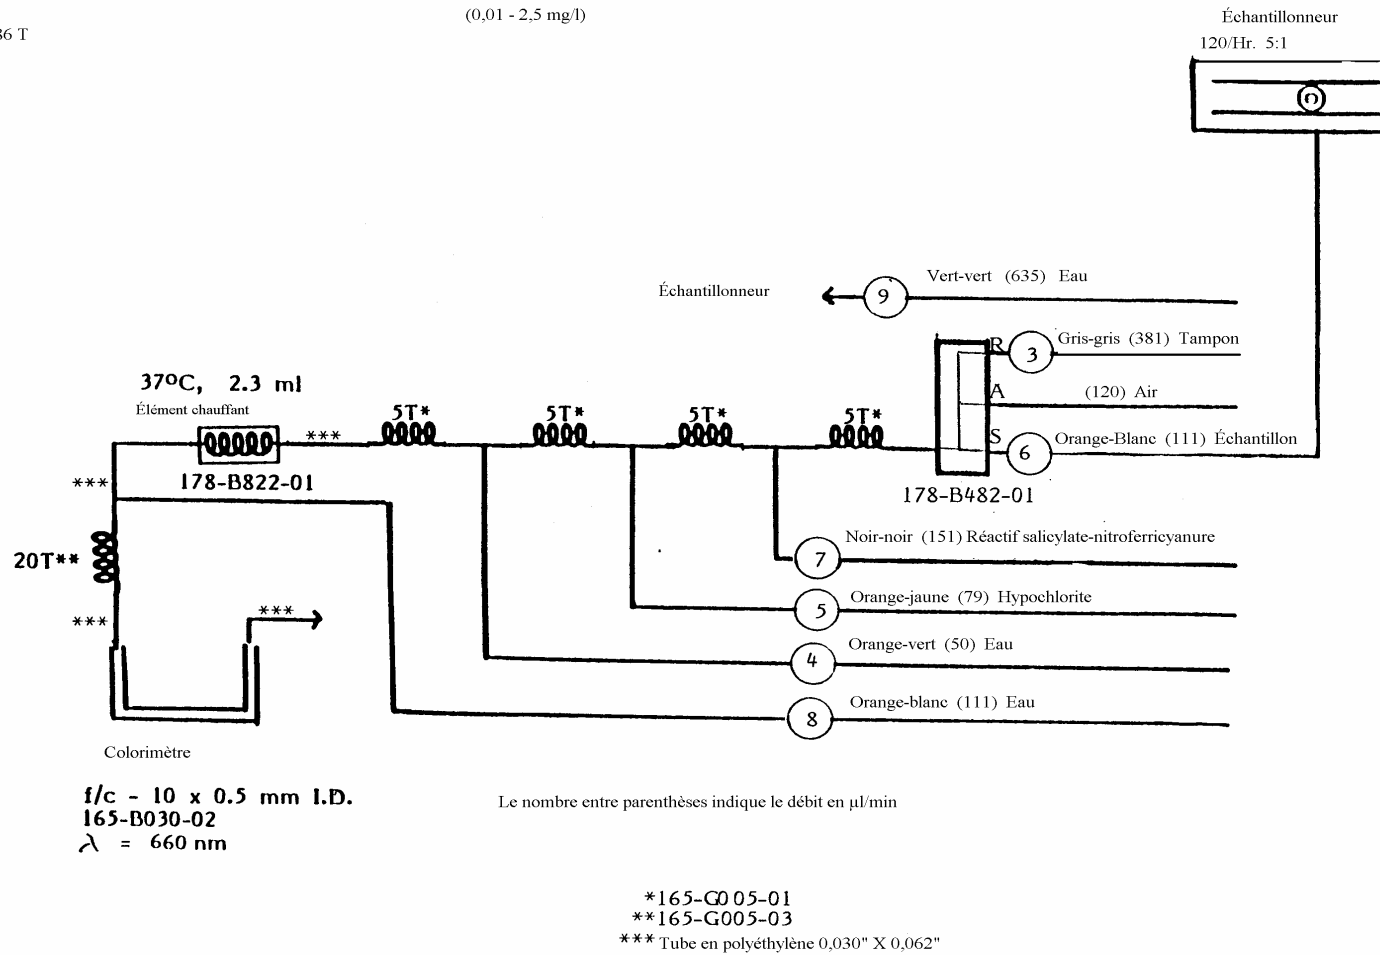 (0,01 - 2,5 mg/l)
Échantillonneur
120/Hr. 5:1
86 T
Vert-vert (635) Eau
Échantillonneur
9
R
3
Gris-gris (381) Tampon
A
(120) Air
S
6
Orange-Blanc (111) Échantillon
37ºC, 2.3 ml
Élément chauffant
***
5T*
5T*
5T*
5T*
178-B822-01
178-B482-01
***
20T**
***
***
7
Noir-noir (151) Réactif salicylate-nitroferricyanure
5
Orange-jaune (79) Hypochlorite
4
Orange-vert (50) Eau
8
Orange-blanc (111) Eau
Colorimètre
f/c - 10 x 0.5 mm I.D.
165-B030-02
λ = 660 nm
Le nombre entre parenthèses indique le débit en µl/min
*165-G005-01
**165-G005-03
*** Tube en polyéthylène 0,030" X 0,062"